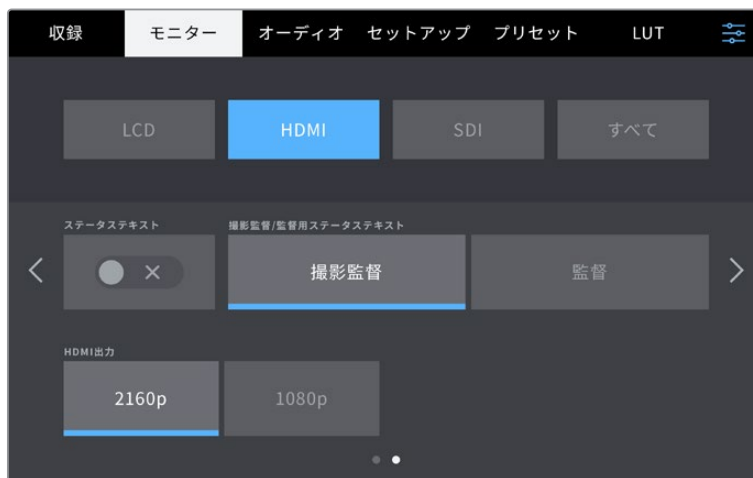 収録 モニター オーディオ セットアップ プリセット LUT
LCD HDMI SDI すべて
ステータステキスト 撮影監督/監督用ステータステキスト
撮影監督 監督
HDMI出力
2160p 1080p